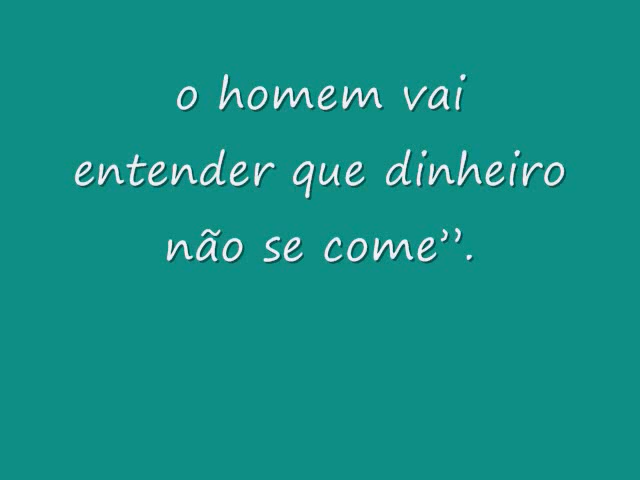 o homem vai
entender que dinheiro
não se come”.